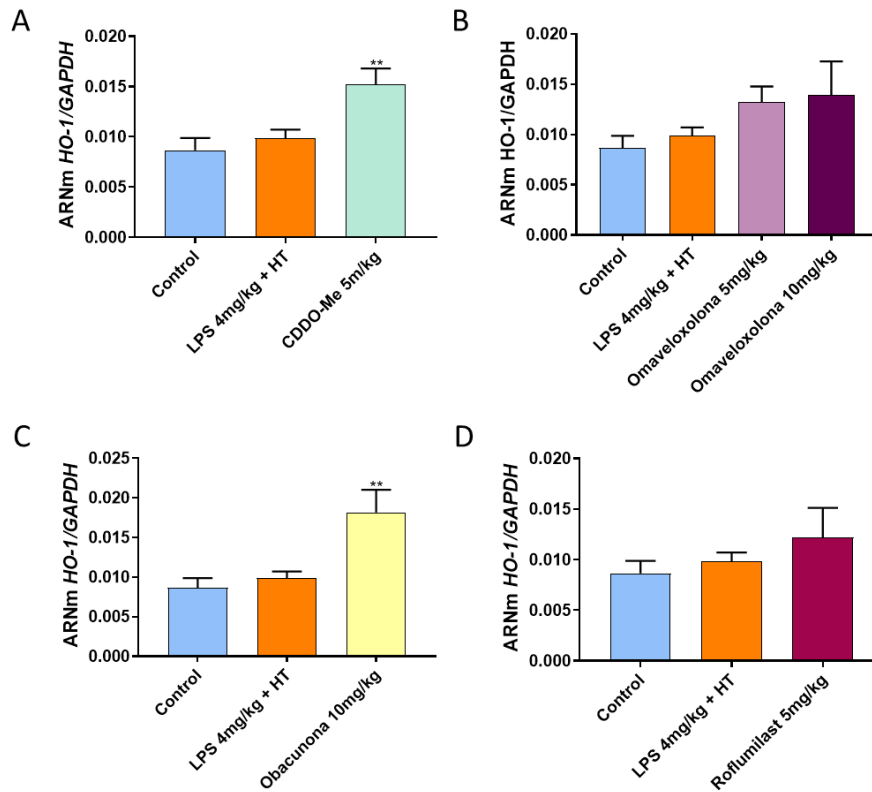 A
ARNm HO-1/GAPDH
0.020
0.015
0.010
0.005
0.000
**
Control
LPS 4mg/kg + HT
CDDO-Me 5m/kg
B
ARNm HO-1/GAPDH
0.020
0.015
0.010
0.005
0.000
Control
LPS 4mg/kg + HT
Omaveloxolona 5mg/kg
Omaveloxolona 10mg/kg
C
ARNm HO-1/GAPDH
0.025
0.020
0.015
0.010
0.005
0.000
**
Control
LPS 4mg/kg + HT
Obacunona 10mg/kg
D
ARNm HO-1/GAPDH
0.020
0.015
0.010
0.005
0.000
Control
LPS 4mg/kg + HT
Roflumilast 5mg/kg